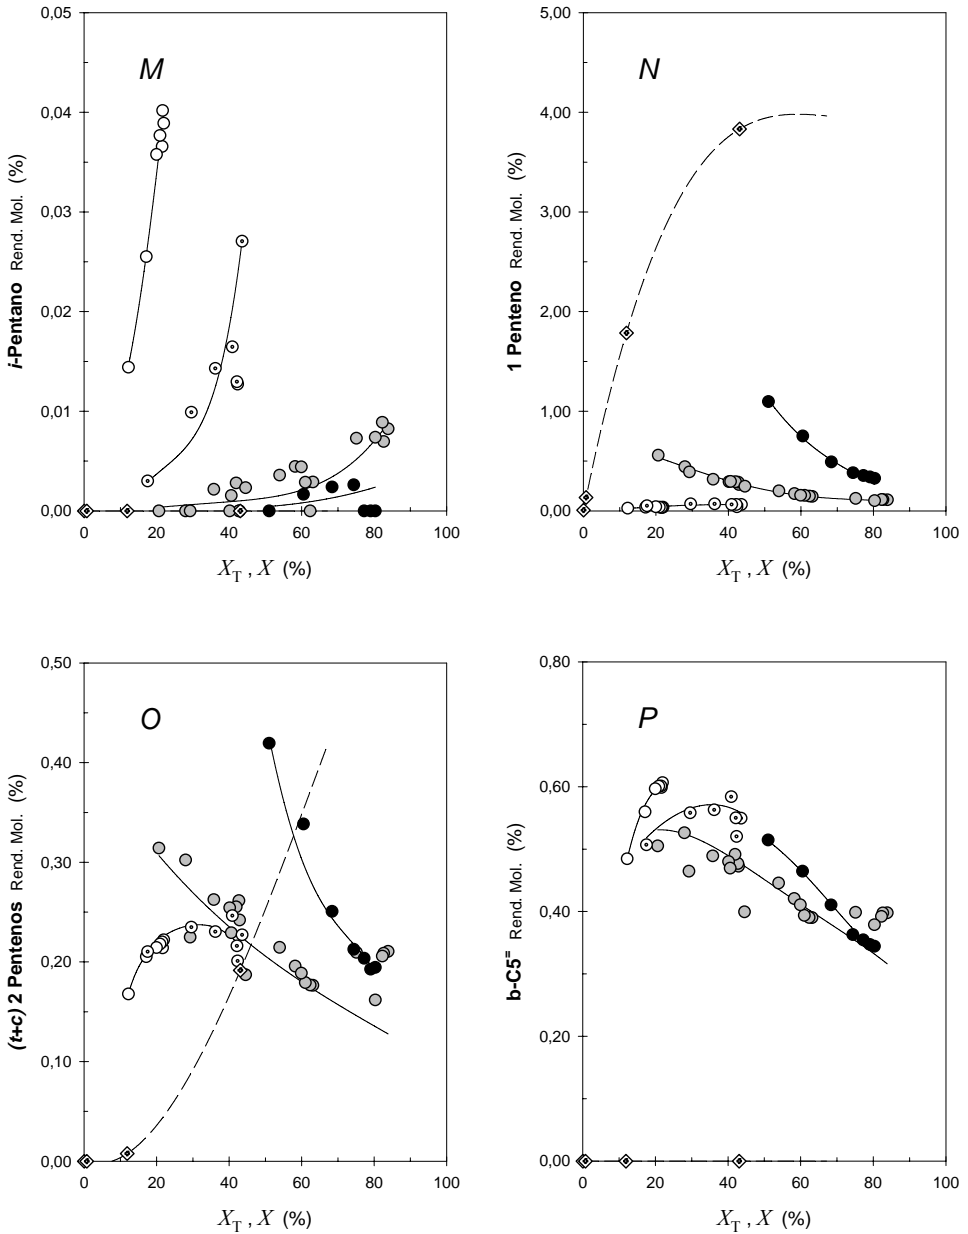 0,05
0,04
0,03
0,02
0,01
0,00
0 20 40 60 80 100
M
i-Pentano Rend. Mol. (%)
X_T , X (%)
5,00
4,00
3,00
2,00
1,00
0,00
0 20 40 60 80 100
N
1 Penteno Rend. Mol. (%)
X_T , X (%)
0,50
0,40
0,30
0,20
0,10
0,00
0 20 40 60 80 100
O
(t+c) 2 Pentenos Rend. Mol. (%)
X_T , X (%)
0,80
0,60
0,40
0,20
0,00
0 20 40 60 80 100
P
b-C5⁼ Rend. Mol. (%)
X_T , X (%)